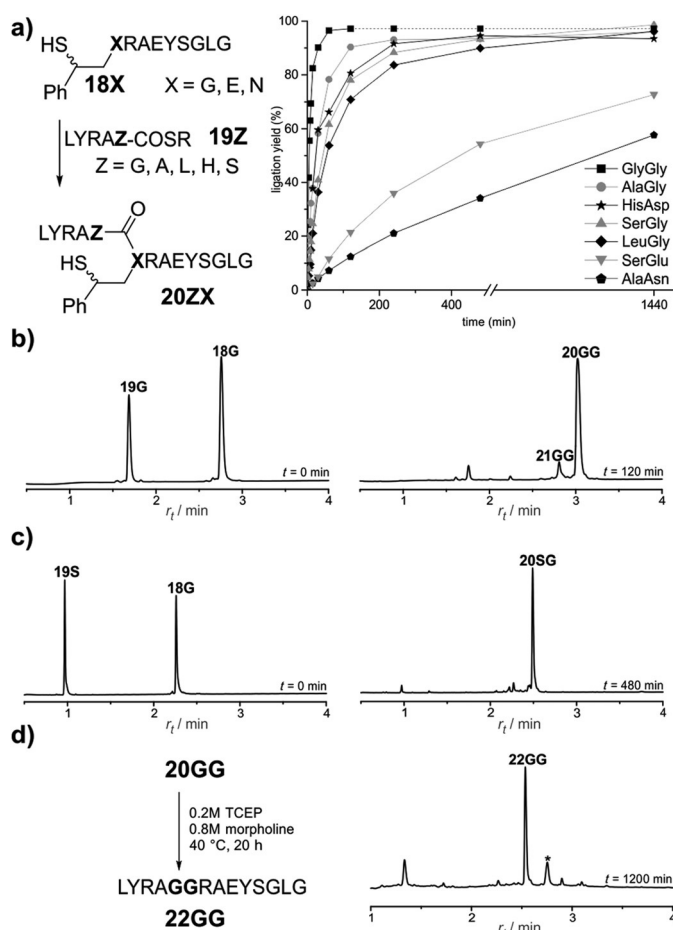 a)
HS
XRAEYSGLG
Ph
18X
X = G, E, N
LYRAZ-COSR
19Z
Z = G, A, L, H, S
O
LYRAZ
HS
XRAEYSGLG
Ph
20ZX
ligation yield (%)
100
80
60
40
20
0
GlyGly
AlaGly
HisAsp
SerGly
LeuGly
SerGlu
AlaAsn
0
200
400
1440
time (min)
b)
19G
18G
t = 0 min
1
2
3
4
rt / min
20GG
21GG
t = 120 min
1
2
3
4
rt / min
c)
19S
18G
t = 0 min
1
2
3
4
rt / min
20SG
t = 480 min
1
2
3
4
rt / min
d)
20GG
0.2M TCEP
0.8M morpholine
40 °C, 20 h
LYRAGGRAEYSGLG
22GG
22GG
*
t = 1200 min
1
2
3
4
rt / min